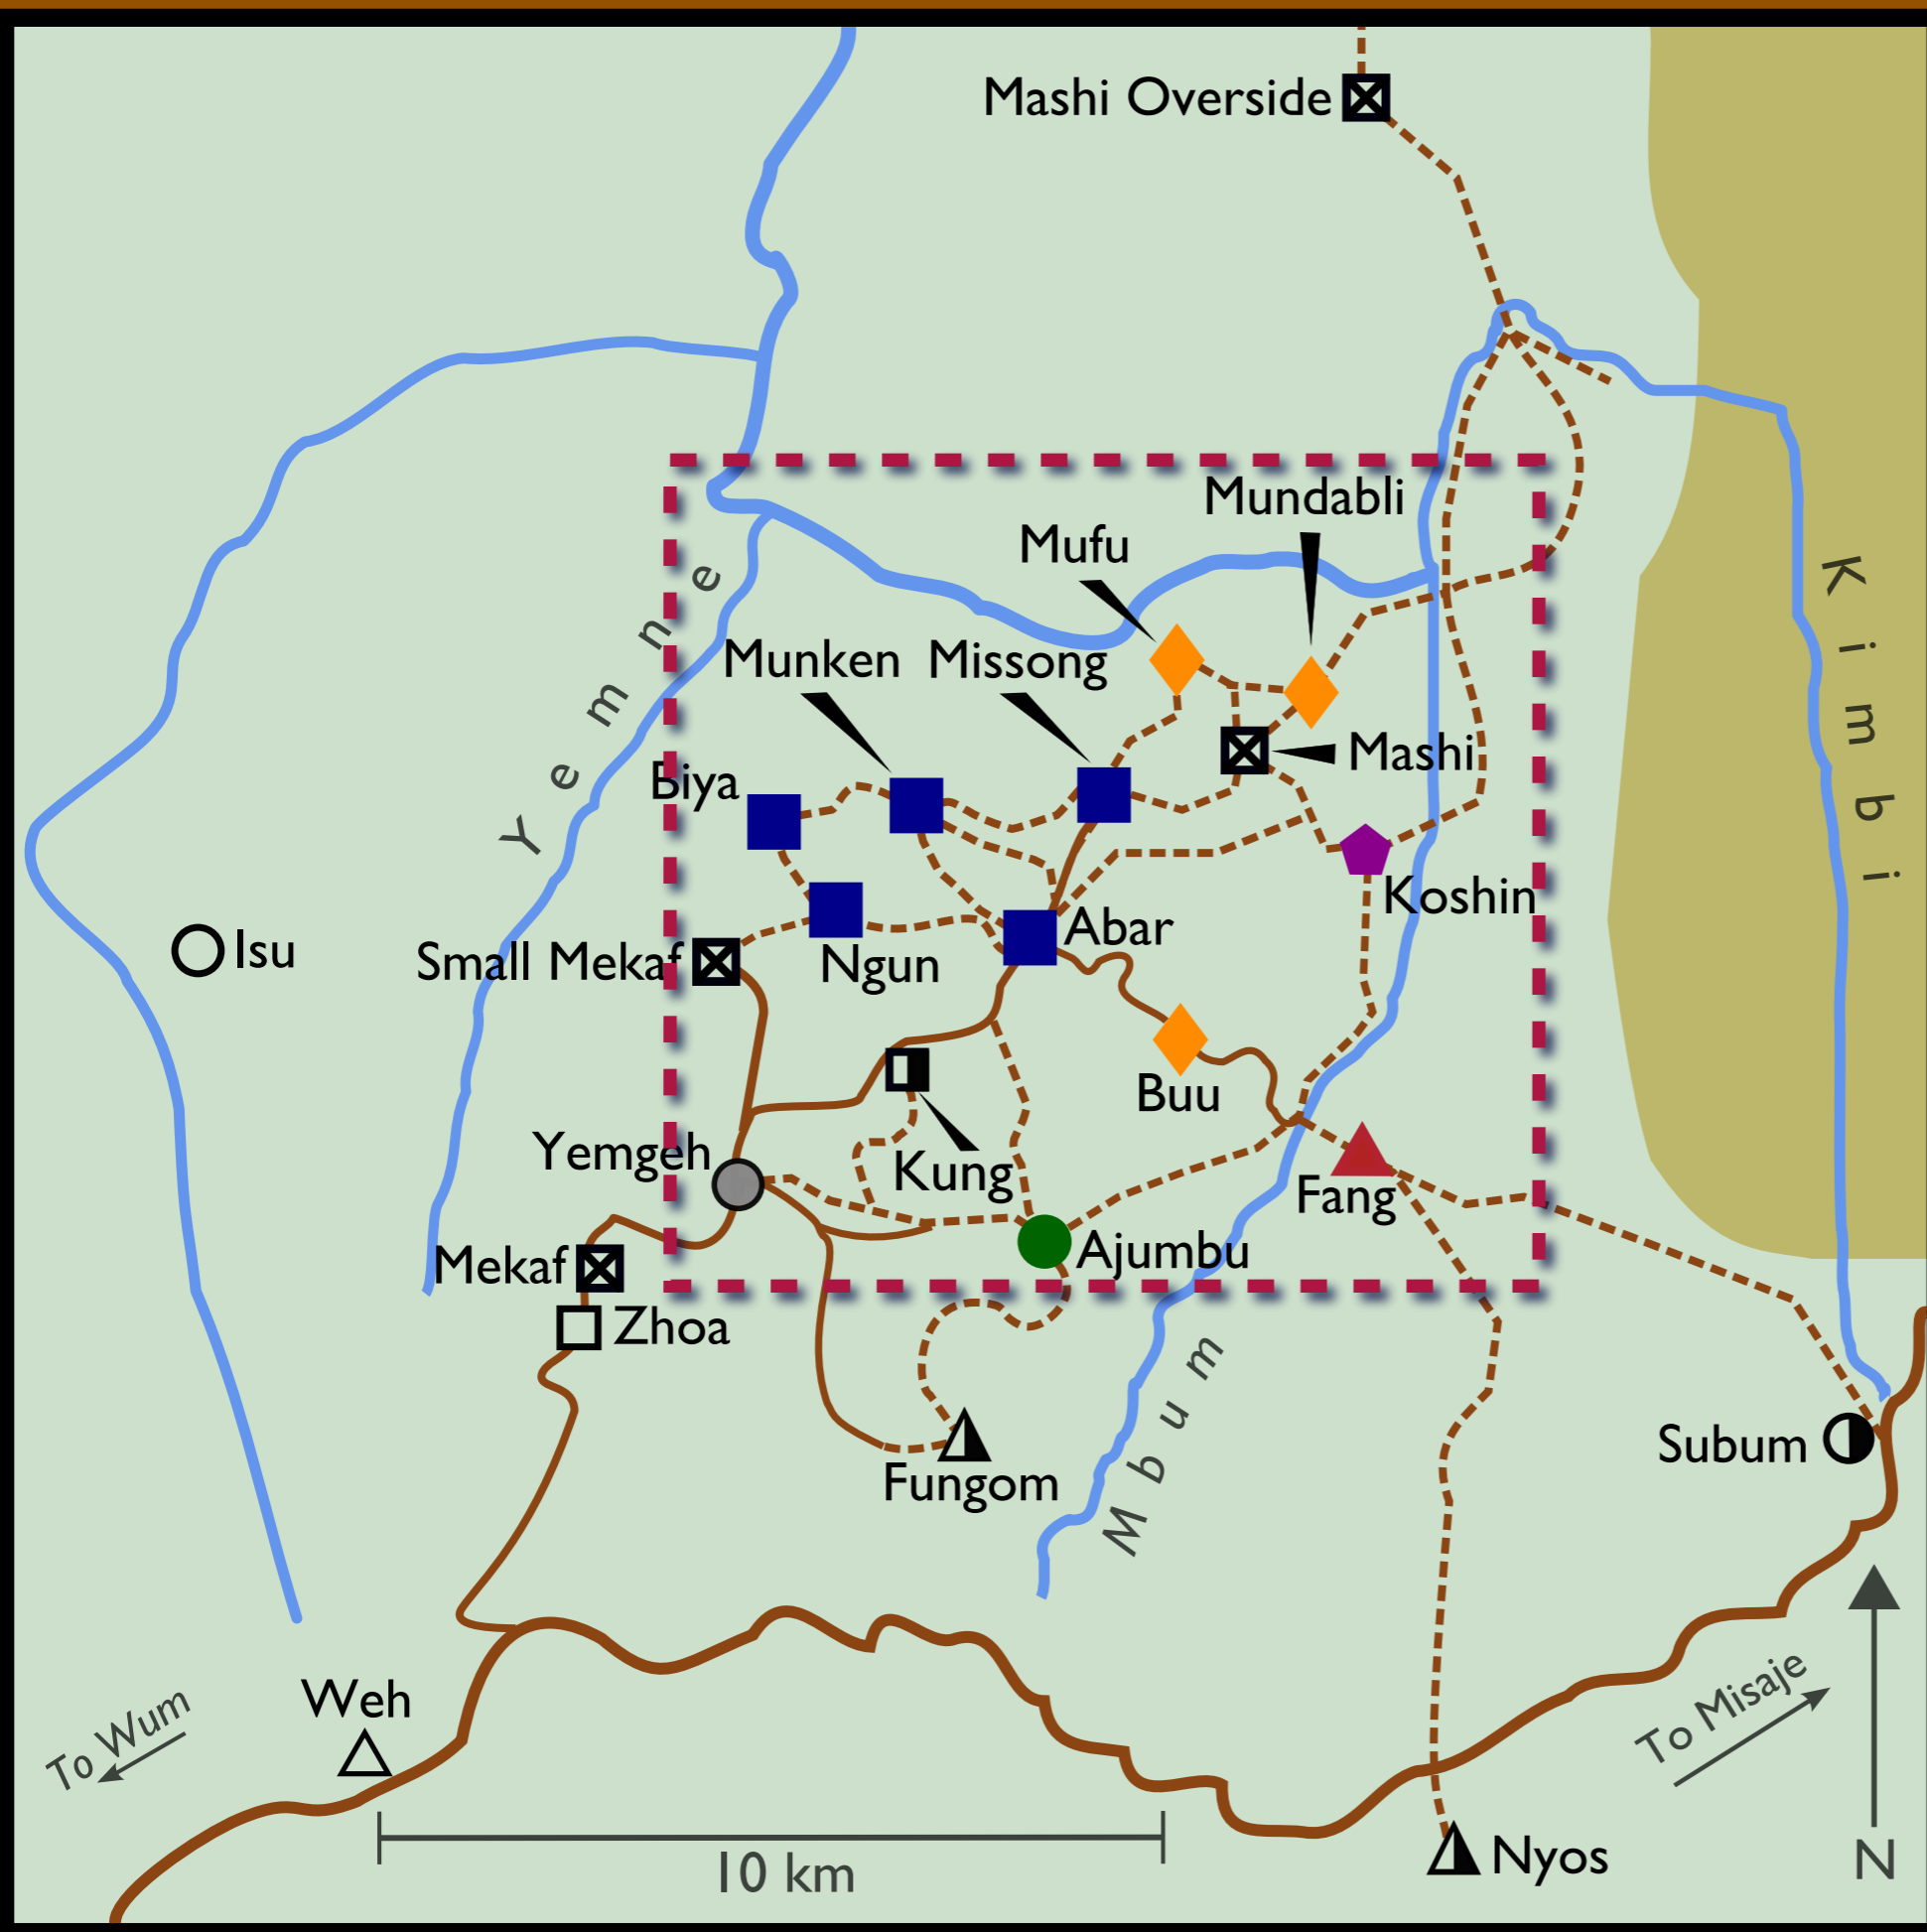 Mashi Overside
Mundabli
Mufu
Munken
Missong
Mashi
Biya
Yemne
Kimbi
Koshin
Abar
Isu
Small Mekaf
Ngun
Buu
Yemgeh
Kung
Fang
Ajumbu
Mekaf
Zhoa
Mbum
Subum
Fungom
Weh
To Wum
To Misaje
10 km
Nyos
N